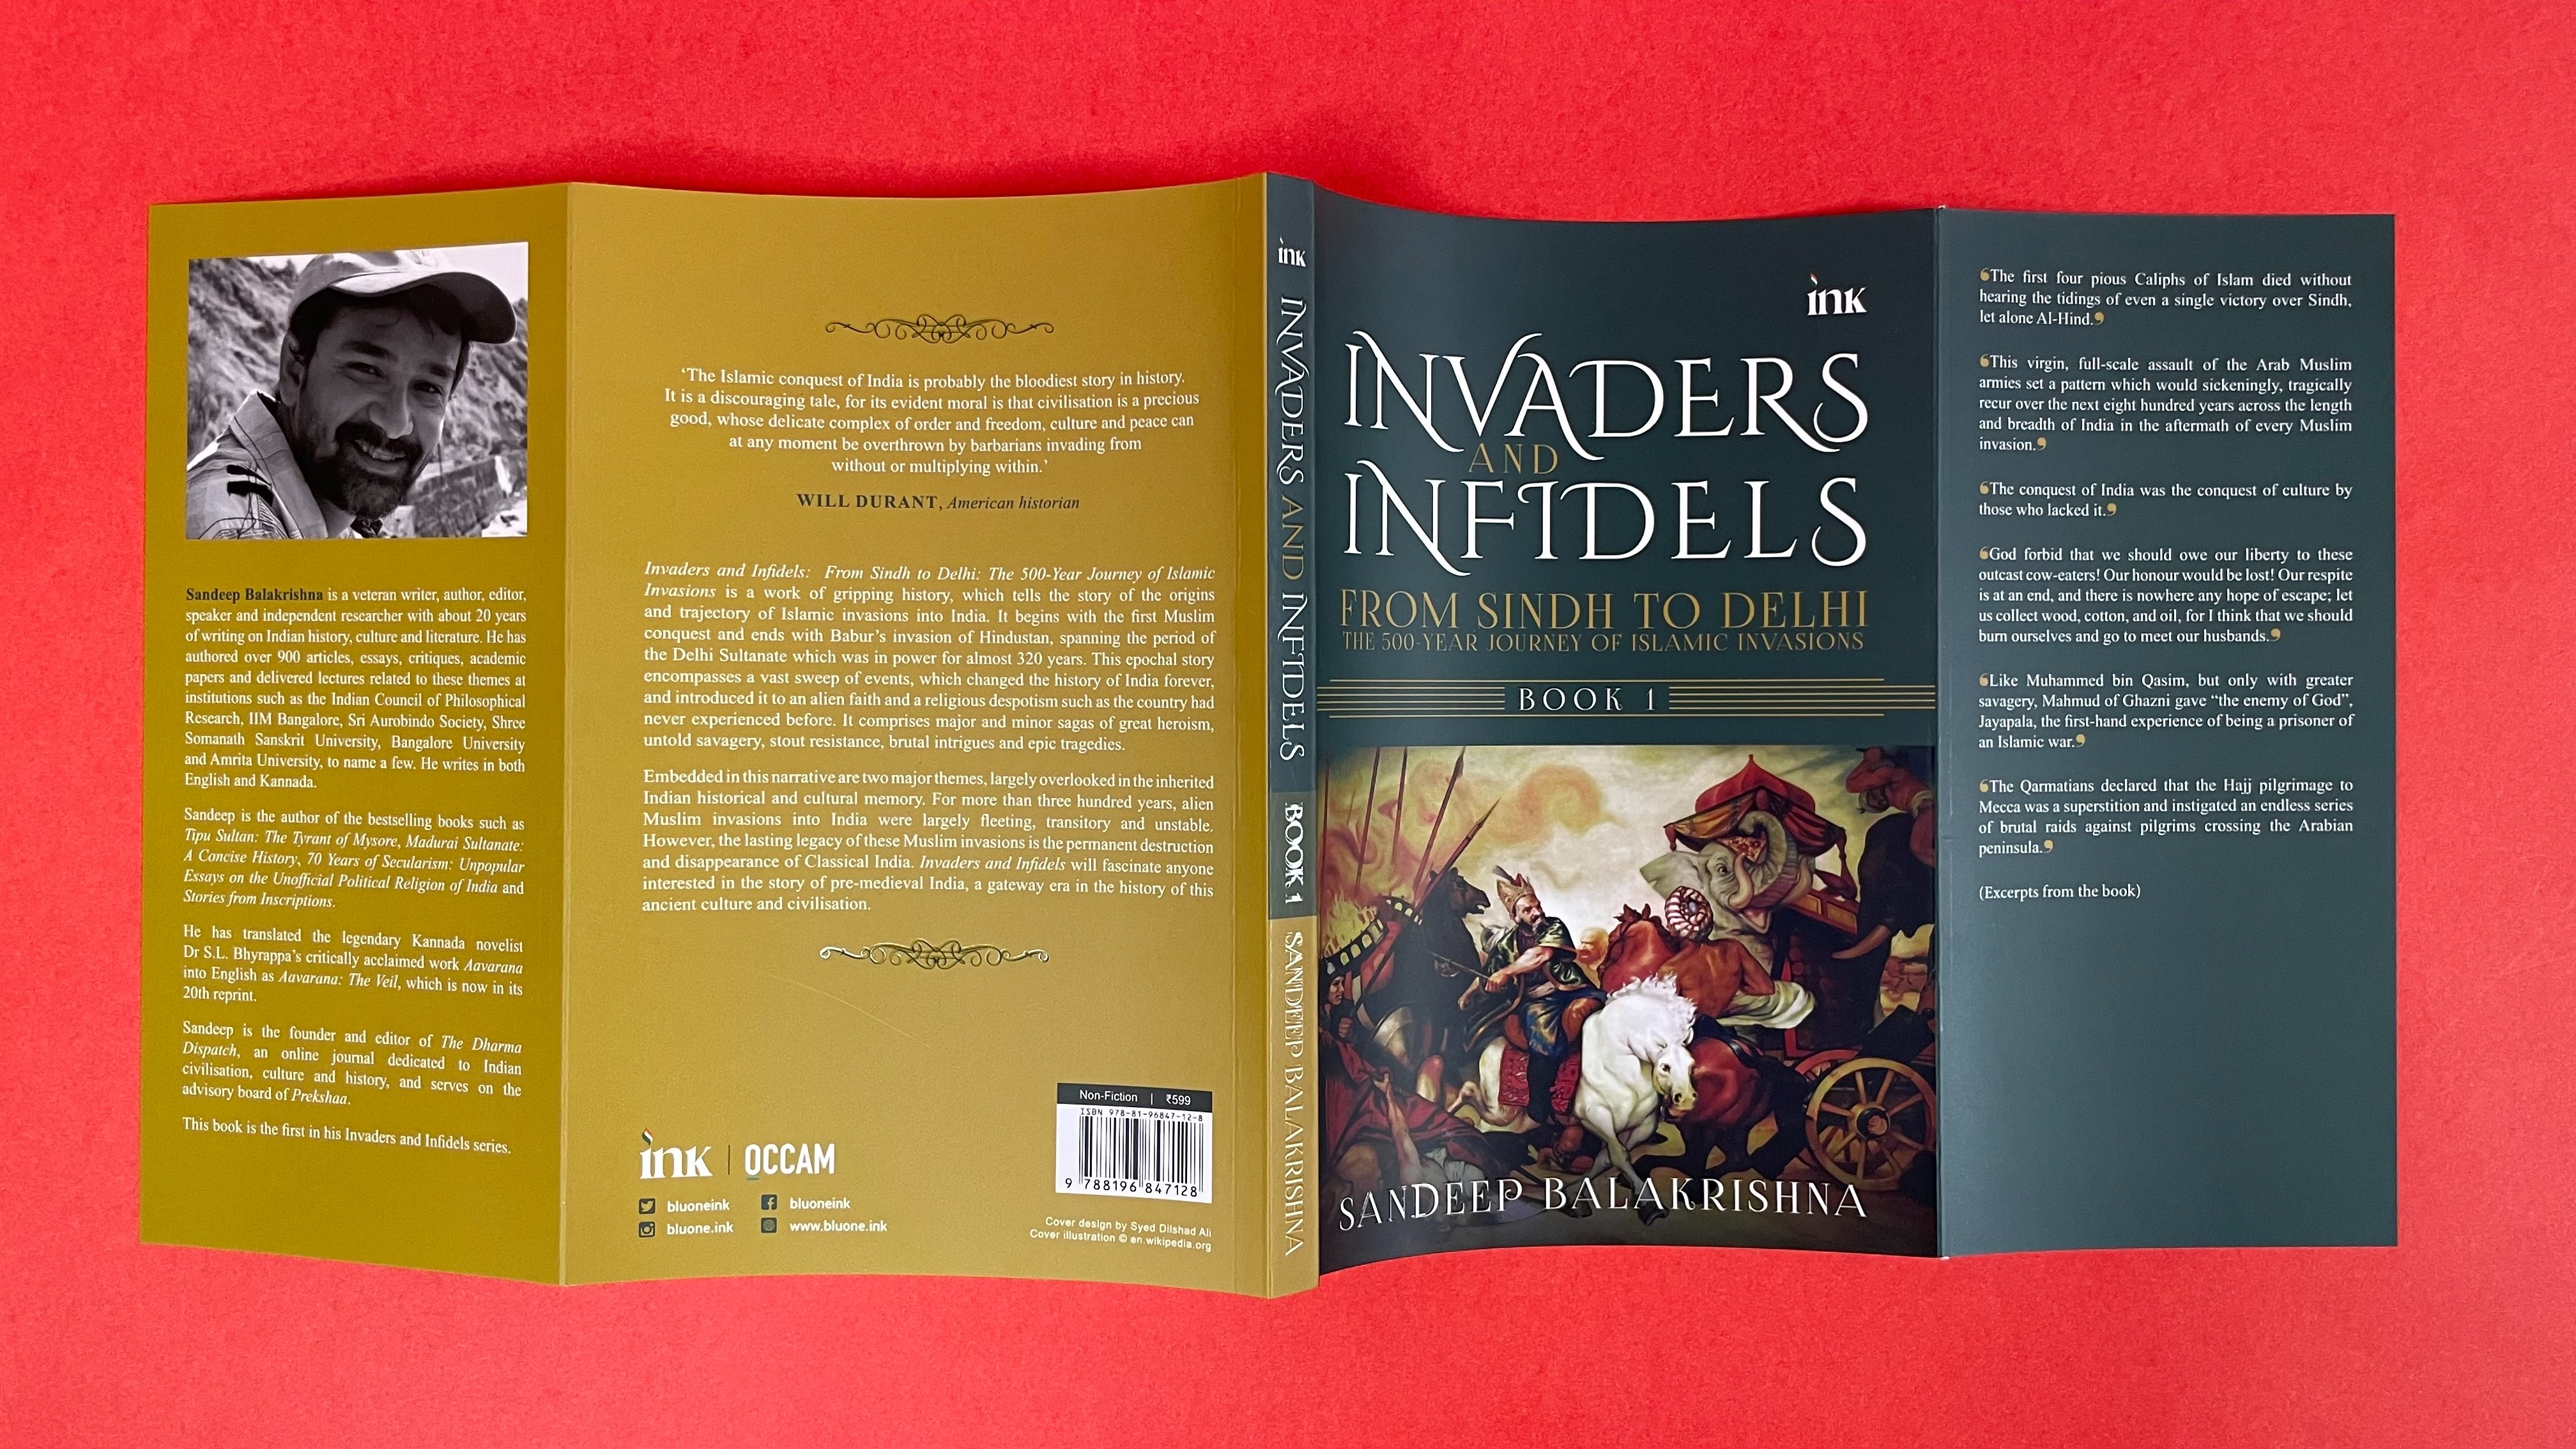 Sandeep Balakrishna is a veteran writer, author, editor,
speaker and independent researcher with about 20 years
of writing on Indian history, culture and literature. He has
authored over 900 articles, essays, critiques, academic
papers and delivered lectures related to these themes at
institutions such as the Indian Council of Philosophical
Research, IIM Bangalore, Sri Aurobindo Society, Shree
Somanath Sanskrit University, Bangalore University
and Amrita University, to name a few. He writes in both
English and Kannada.
Sandeep is the author of the bestselling books such as
Tipu Sultan: The Tyrant of Mysore, Madurai Sultanate:
A Concise History, 70 Years of Secularism: Unpopular
Essays on the Unofficial Political Religion of India and
Stories from Inscriptions.
He has translated the legendary Kannada novelist
Dr S.L. Bhyrappa's critically acclaimed work Aavarana
into English as Aavarana: The Veil, which is now in its
20th reprint.
Sandeep is the founder and editor of The Dharma
Dispatch, an online journal dedicated to Indian
civilisation, culture and history, and serves on the
advisory board of Prekshaa.
This book is the first in his Invaders and Infidels series.
‘The Islamic conquest of India is probably the bloodiest story in history.
It is a discouraging tale, for its evident moral is that civilisation is a precious
good, whose delicate complex of order and freedom, culture and peace can
at any moment be overthrown by barbarians invading from
without or multiplying within.’
WILL DURANT, American historian
Invaders and Infidels: From Sindh to Delhi: The 500-Year Journey of Islamic
Invasions is a work of gripping history, which tells the story of the origins
and trajectory of Islamic invasions into India. It begins with the first Muslim
conquest and ends with Babur's invasion of Hindustan, spanning the period of
the Delhi Sultanate which was in power for almost 320 years. This epochal story
encompasses a vast sweep of events, which changed the history of India forever,
and introduced it to an alien faith and a religious despotism such as the country had
never experienced before. It comprises major and minor sagas of great heroism,
untold savagery, stout resistance, brutal intrigues and epic tragedies.
Embedded in this narrative are two major themes, largely overlooked in the inherited
Indian historical and cultural memory. For more than three hundred years, alien
Muslim invasions into India were largely fleeting, transitory and unstable.
However, the lasting legacy of these Muslim invasions is the permanent destruction
and disappearance of Classical India. Invaders and Infidels will fascinate anyone
interested in the story of pre-medieval India, a gateway era in the history of this
ancient culture and civilisation.
ink | OCCAM
bluoneink
bluoneink
bluone.ink
www.bluone.ink
Non-Fiction | ₹599
ISBN 978-81-96847-12-8
9 788196 847128
Cover design by Syed Dilshad Ali
Cover illustration © en.wikipedia.org
ink
INVADERS AND INFIDELS
BOOK 1
SANDEEP BALAKRISHNA
ink
INVADERS
AND
INFIDELS
FROM SINDH TO DELHI
THE 500-YEAR JOURNEY OF ISLAMIC INVASIONS
BOOK 1
SANDEEP BALAKRISHNA
‘The first four pious Caliphs of Islam died without
hearing the tidings of even a single victory over Sindh,
let alone Al-Hind.’
‘This virgin, full-scale assault of the Arab Muslim
armies set a pattern which would sickeningly, tragically
recur over the next eight hundred years across the length
and breadth of India in the aftermath of every Muslim
invasion.’
‘The conquest of India was the conquest of culture by
those who lacked it.’
‘God forbid that we should owe our liberty to these
outcast cow-eaters! Our honour would be lost! Our respite
is at an end, and there is nowhere any hope of escape; let
us collect wood, cotton, and oil, for I think that we should
burn ourselves and go to meet our husbands.’
‘Like Muhammed bin Qasim, but only with greater
savagery, Mahmud of Ghazni gave “the enemy of God”,
Jayapala, the first-hand experience of being a prisoner of
an Islamic war.’
‘The Qarmatians declared that the Hajj pilgrimage to
Mecca was a superstition and instigated an endless series
of brutal raids against pilgrims crossing the Arabian
peninsula.’
(Excerpts from the book)